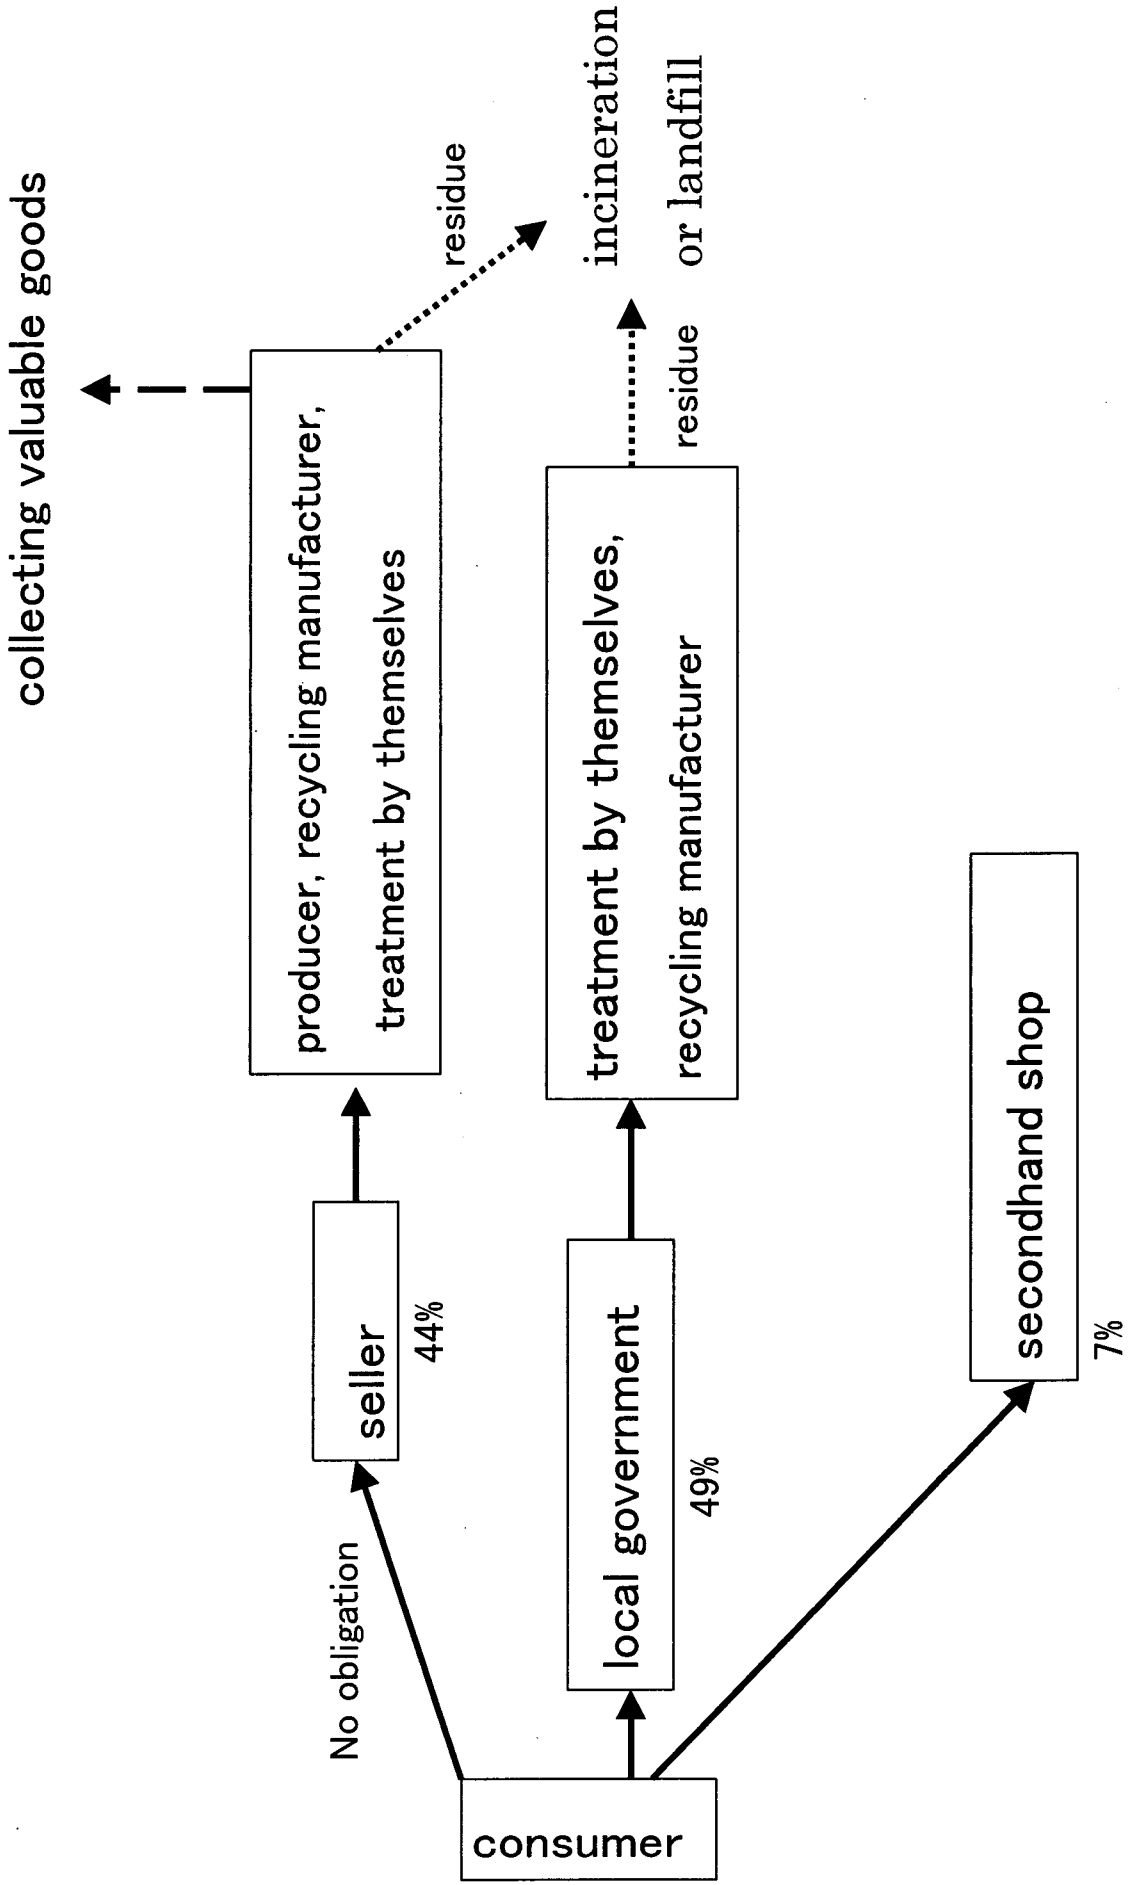 collecting valuable goods
No obligation
seller
44%
producer, recycling manufacturer,
treatment by themselves
residue
consumer
local government
49%
treatment by themselves,
recycling manufacturer
residue
incineration
or landfill
secondhand shop
7%